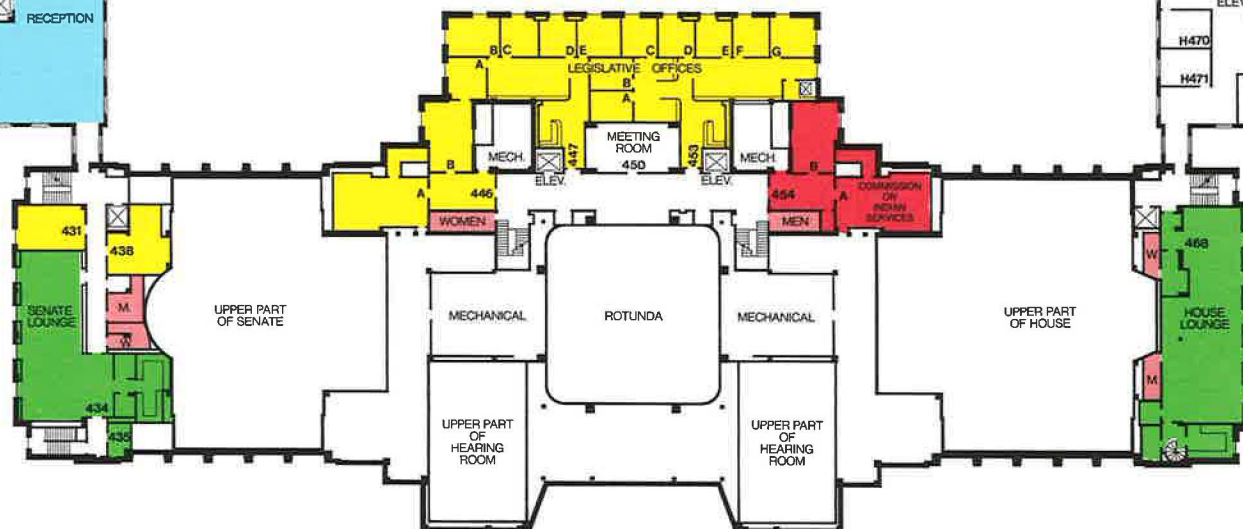 RECEPTION
ELEV.
H470
H471
B C D E C D E F G
A
LEGISLATIVE OFFICES
B
A
MEETING
ROOM
450
447
453
MECH.
MECH.
ELEV.
ELEV.
B
A
446
WOMEN
454
B
A
MEN
COMMISSION
ON
INDIAN
SERVICES
431
438
468
W
M.
W.
M
SENATE
LOUNGE
434
435
UPPER PART
OF SENATE
MECHANICAL
ROTUNDA
MECHANICAL
UPPER PART
OF HOUSE
HOUSE
LOUNGE
UPPER PART
OF
HEARING
ROOM
UPPER PART
OF
HEARING
ROOM